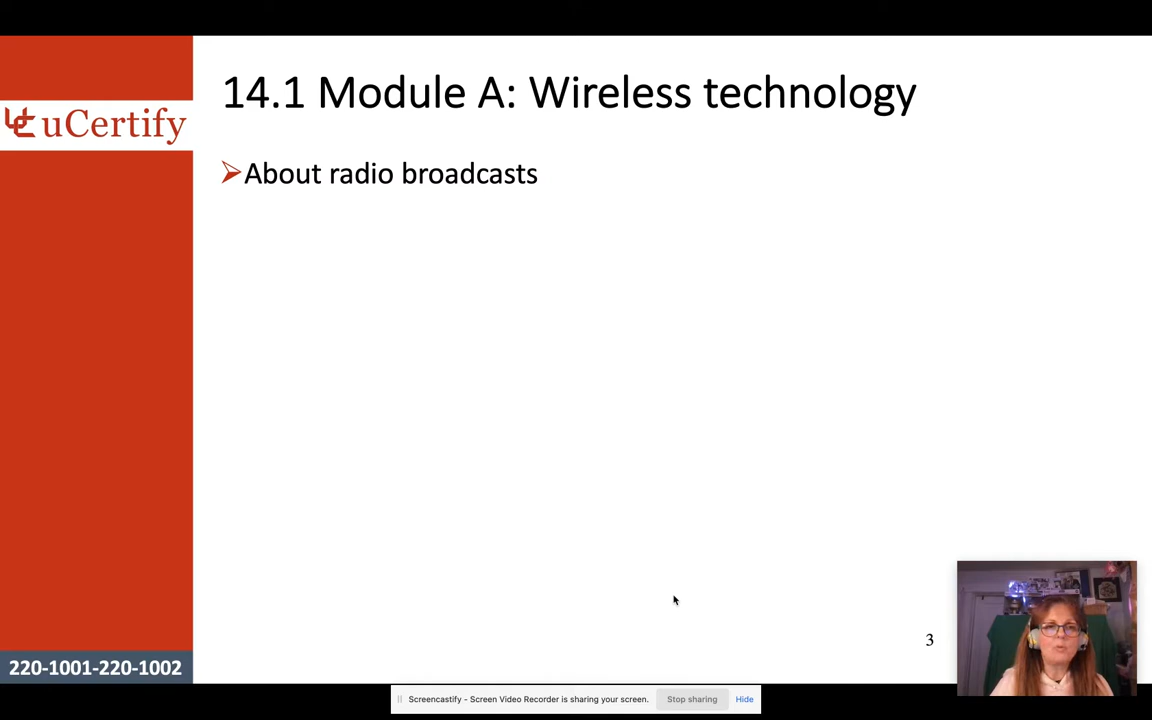 14.1 Module A: Wireless technology
uCertify
About radio broadcasts
3
220-1001-220-1002
Screencastify - Screen Video Recorder is sharing your screen. Stop sharing Hide